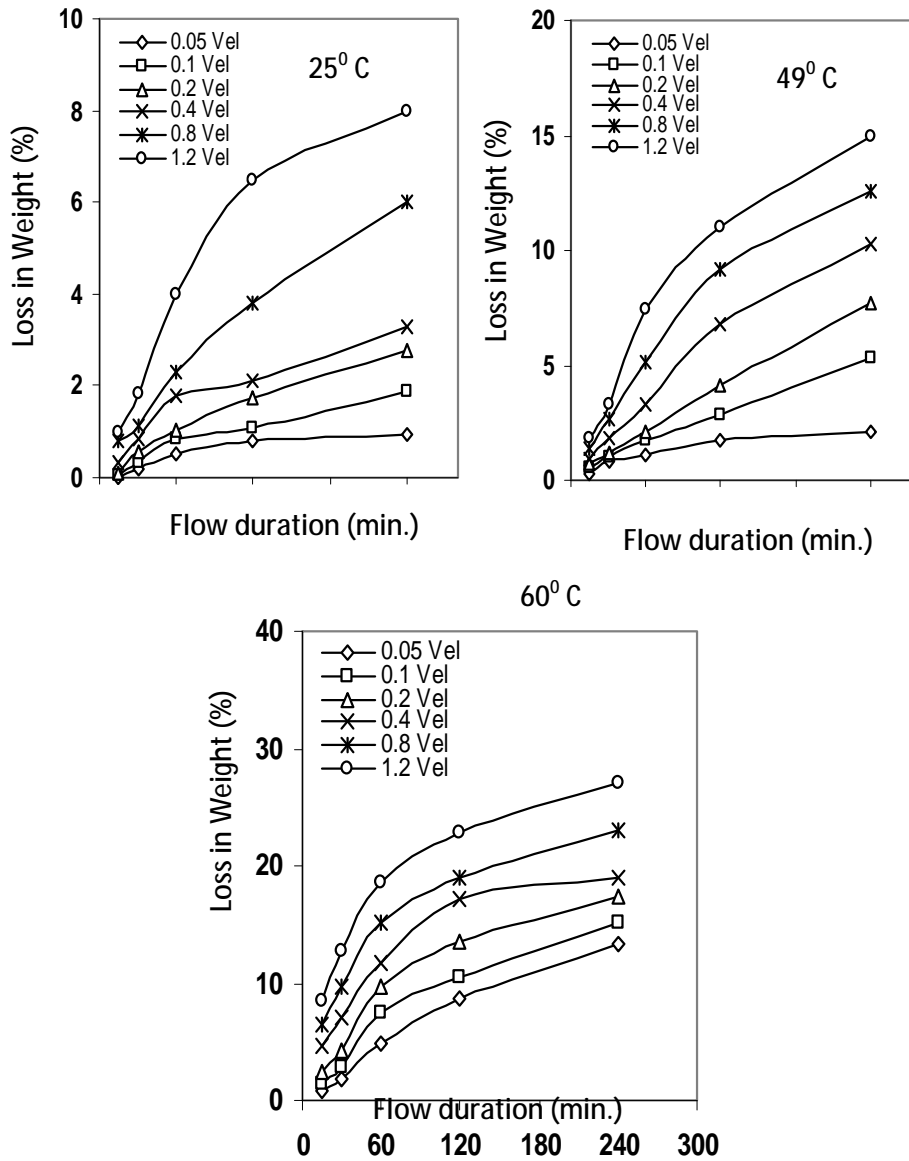 10
8
6
4
2
0
Loss in Weight (%)
0.05 Vel
0.1 Vel
0.2 Vel
0.4 Vel
0.8 Vel
1.2 Vel
25⁰ C
Flow duration (min.)
20
15
10
5
0
Loss in Weight (%)
0.05 Vel
0.1 Vel
0.2 Vel
0.4 Vel
0.8 Vel
1.2 Vel
49⁰ C
Flow duration (min.)
60⁰ C
40
30
20
10
0
Loss in Weight (%)
0.05 Vel
0.1 Vel
0.2 Vel
0.4 Vel
0.8 Vel
1.2 Vel
Flow duration (min.)
0 60 120 180 240 300